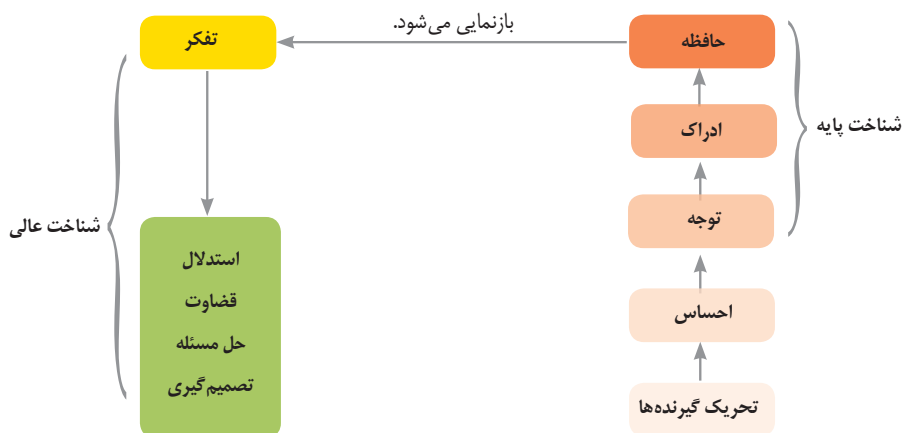 بازنمایی می‌شود.
حافظه
تفکر
ادراک
شناخت پایه
توجه
شناخت عالی
استدلال
قضاوت
حل مسئله
تصمیم‌گیری
احساس
تحریک گیرنده‌ها